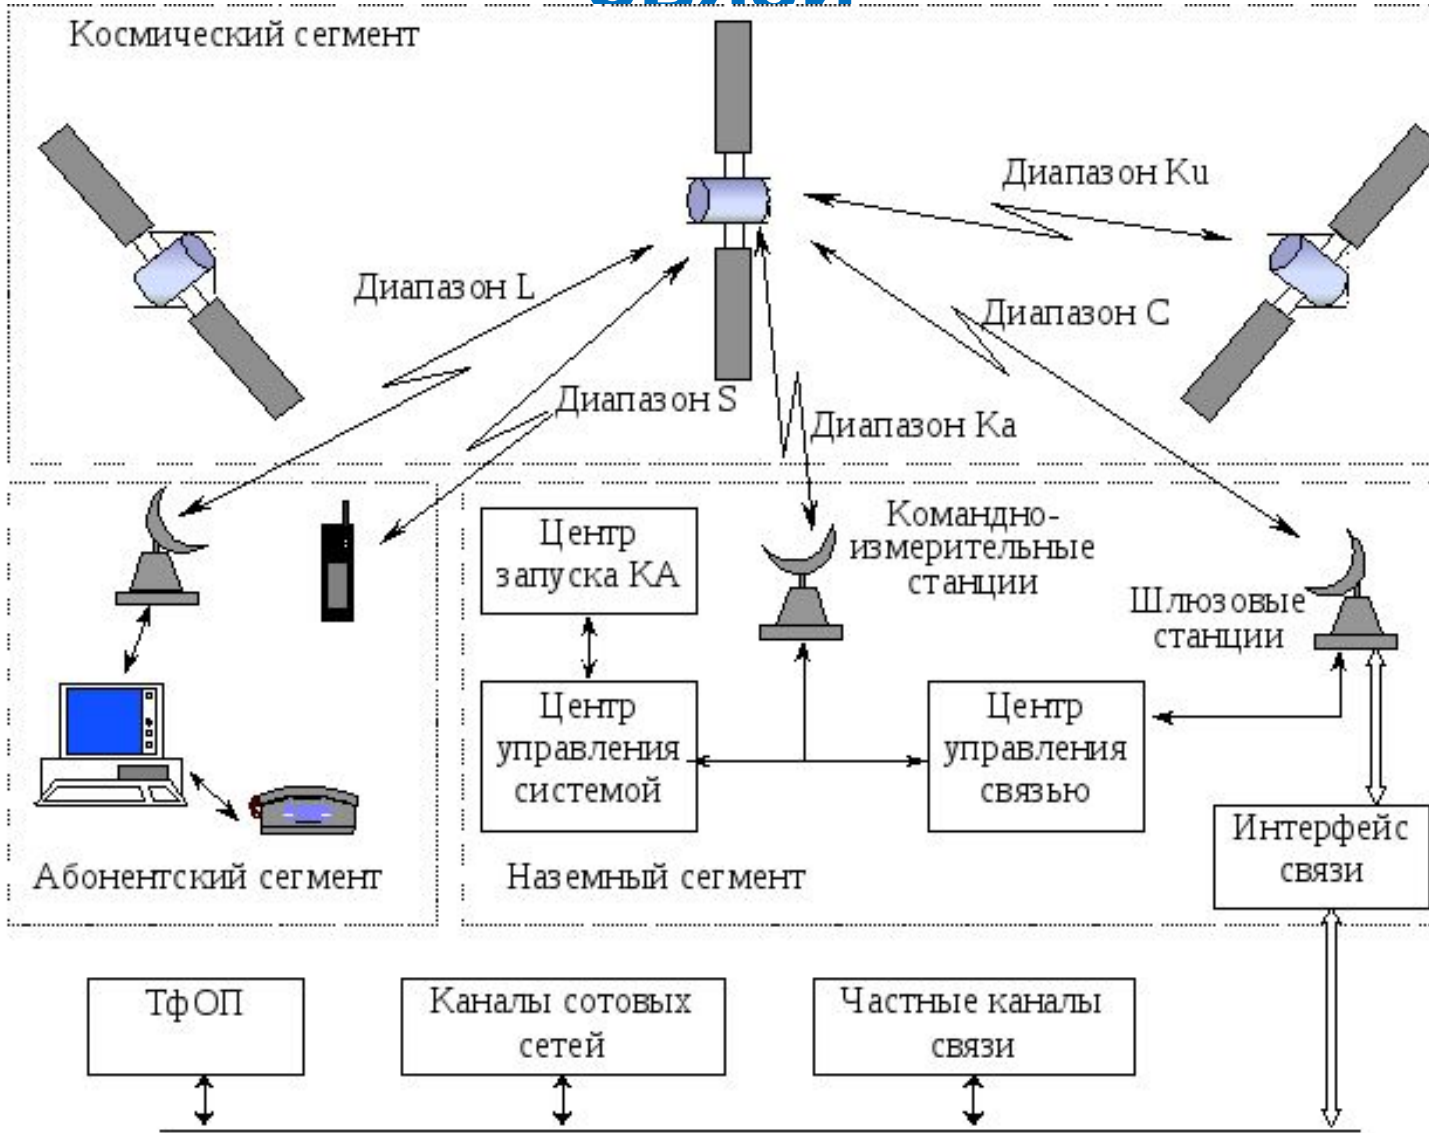 Космический сегмент
Диапазон Ku
Диапазон L
Диапазон C
Диапазон S
Диапазон Ka
Центр
запуска КА
Командно-
измерительные
станции
Шлюзовые
станции
Центр
управления
системой
Центр
управления
связью
Интерфейс
связи
Абонентский сегмент
Наземный сегмент
ТфОП
Каналы сотовых
сетей
Частные каналы
связи